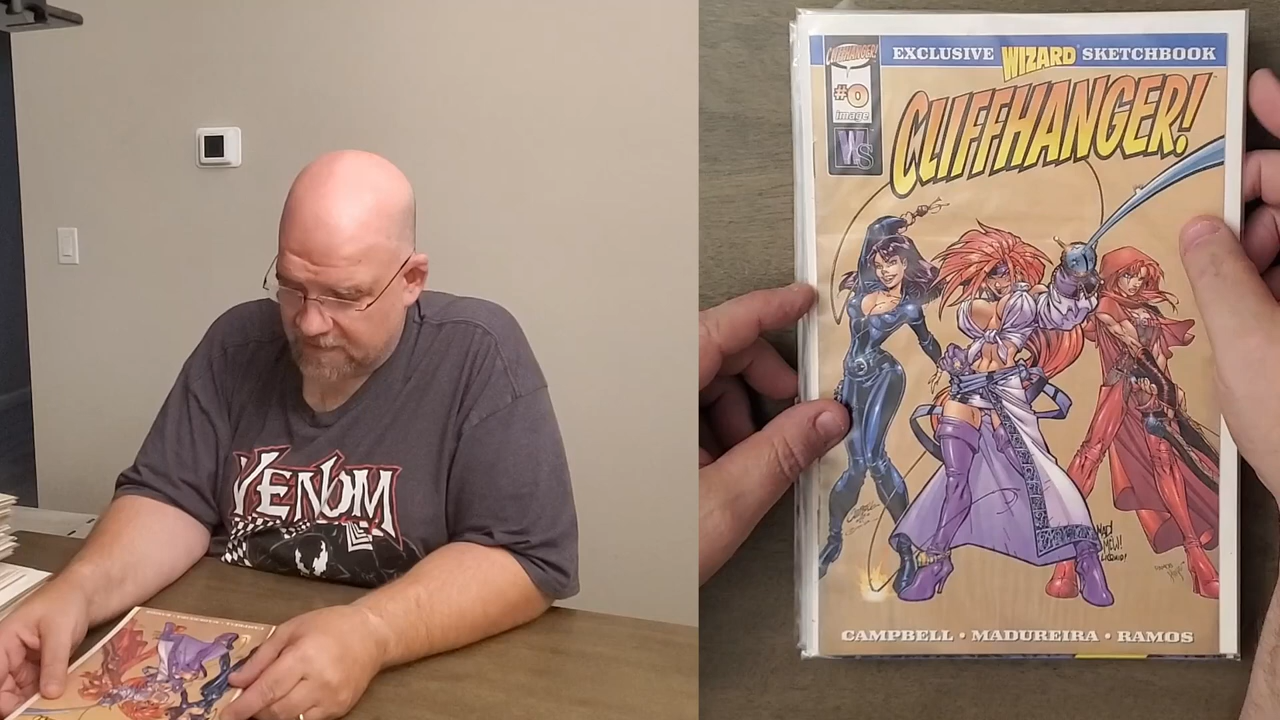 VENOM
CLIFFHANGER!
EXCLUSIVE WIZARD SKETCHBOOK
#0
image
WS
CLIFFHANGER!
CAMPBELL • MADUREIRA • RAMOS